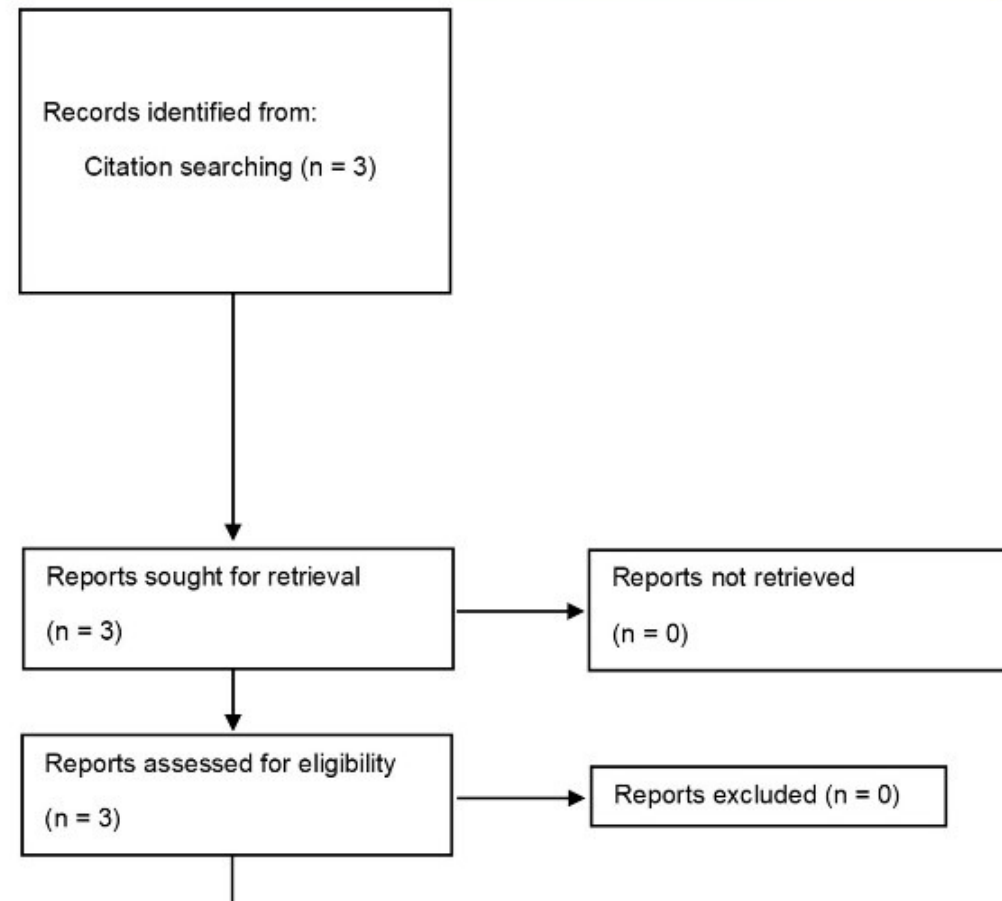 Records identified from:
Citation searching (n = 3)
Reports sought for retrieval
(n = 3)
Reports not retrieved
(n = 0)
Reports assessed for eligibility
(n = 3)
Reports excluded (n = 0)